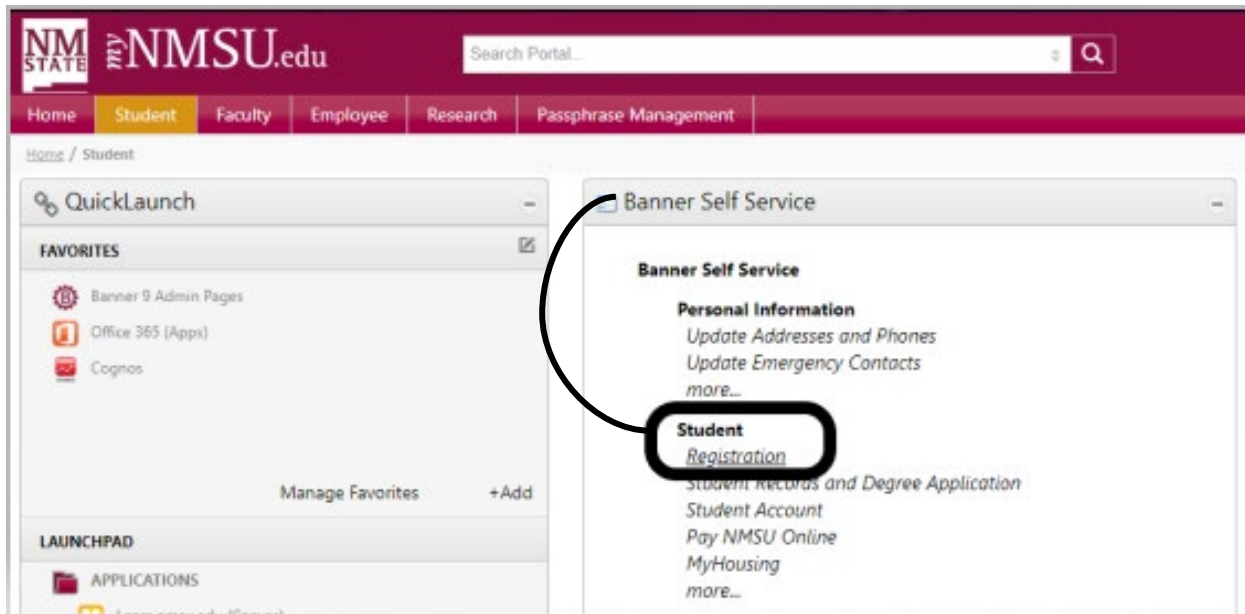 NM STATE myNMSU.edu
Search Portal...
Home Student Faculty Employee Research Passphrase Management
Home / Student
QuickLaunch
FAVORITES
Banner 9 Admin Pages
Office 365 (Apps)
Cognos
Manage Favorites +Add
LAUNCHPAD
APPLICATIONS
Banner Self Service
Banner Self Service
Personal Information
Update Addresses and Phones
Update Emergency Contacts
more...
Student
Registration
Student Records and Degree Application
Student Account
Pay NMSU Online
MyHousing
more...